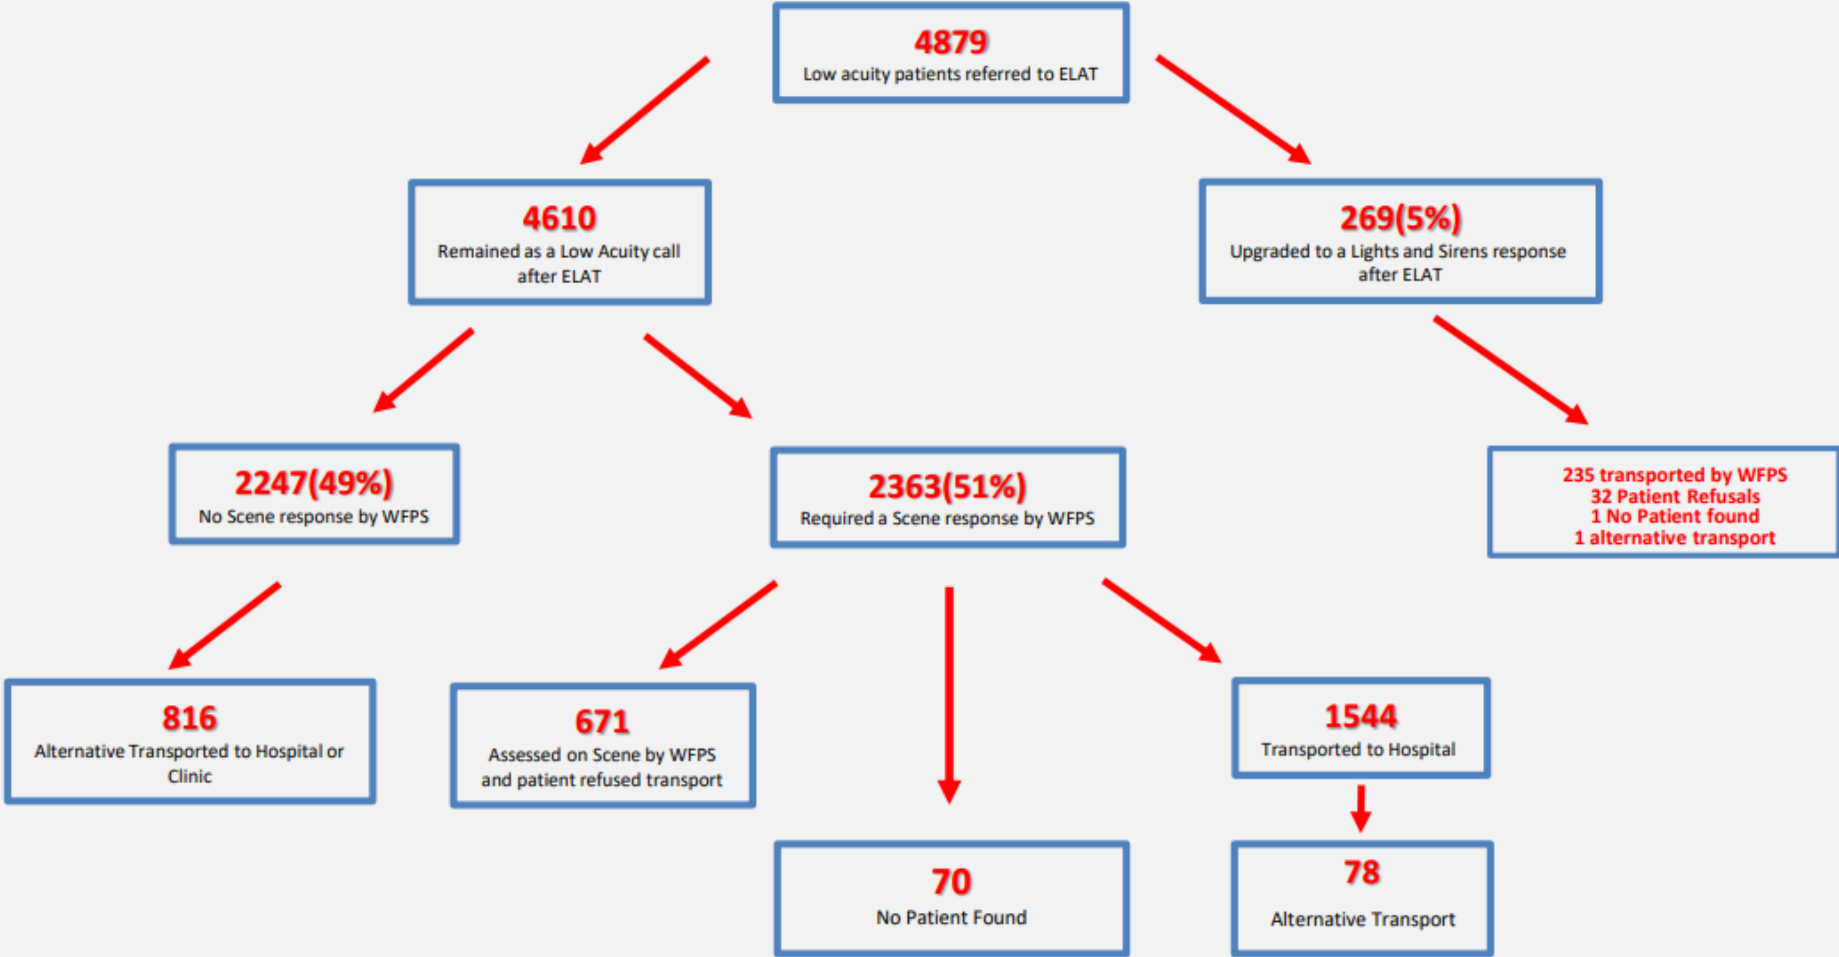 4879
Low acuity patients referred to ELAT
4610
Remained as a Low Acuity call
after ELAT
269(5%)
Upgraded to a Lights and Sirens response
after ELAT
2247(49%)
No Scene response by WFPS
2363(51%)
Required a Scene response by WFPS
235 transported by WFPS
32 Patient Refusals
1 No Patient found
1 alternative transport
816
Alternative Transported to Hospital or
Clinic
671
Assessed on Scene by WFPS
and patient refused transport
1544
Transported to Hospital
70
No Patient Found
78
Alternative Transport